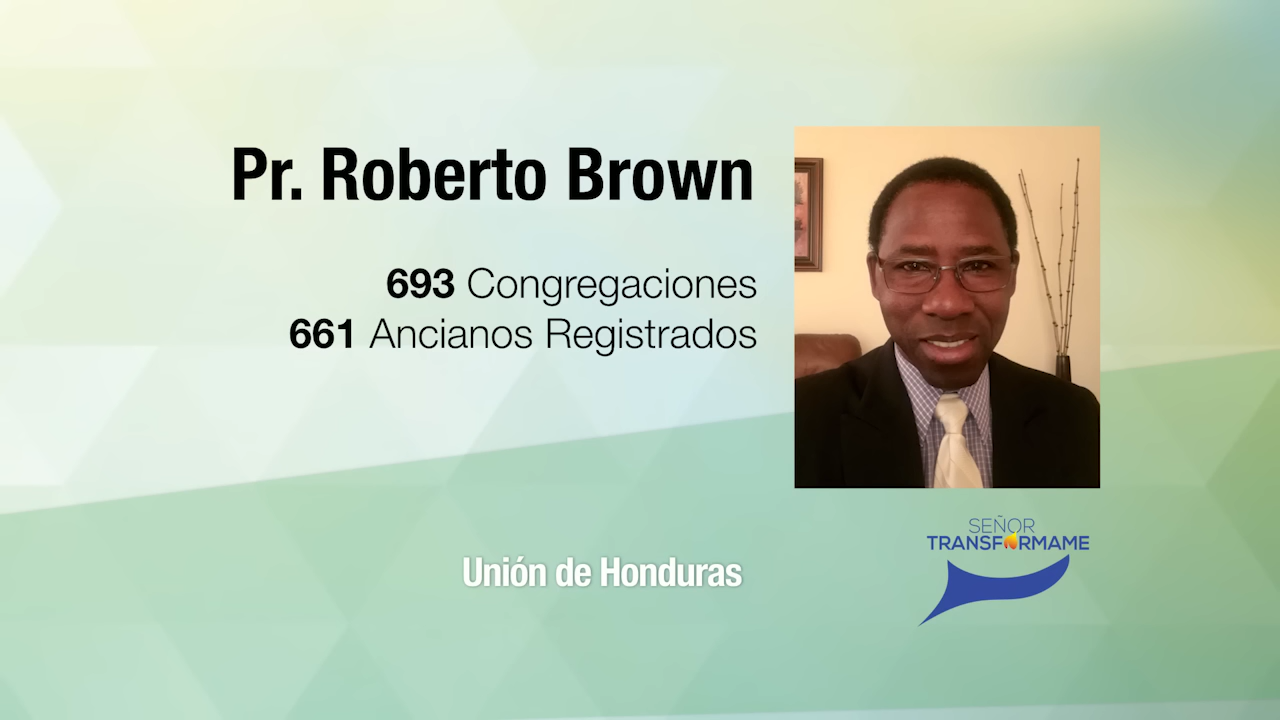 Pr. Roberto Brown
693 Congregaciones
661 Ancianos Registrados
SEÑOR
TRANSFORMAME
Unión de Honduras